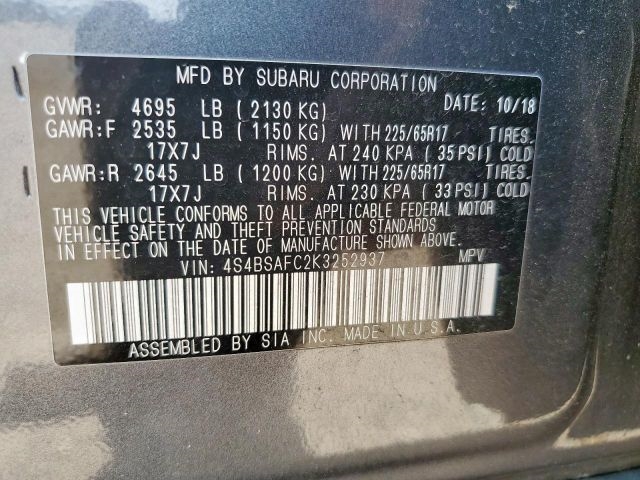 MFD BY SUBARU CORPORATION
GVWR: 4695 LB ( 2130 KG) DATE: 10/18
GAWR:F 2535 LB ( 1150 KG) WITH 225/65R17 TIRES.
17X7J RIMS. AT 240 KPA ( 35 PSI) COLD
GAWR:R 2645 LB ( 1200 KG) WITH 225/65R17 TIRES.
17X7J RIMS. AT 230 KPA ( 33 PSI) COLD
THIS VEHICLE CONFORMS TO ALL APPLICABLE FEDERAL MOTOR
VEHICLE SAFETY AND THEFT PREVENTION STANDARDS
IN EFFECT ON THE DATE OF MANUFACTURE SHOWN ABOVE.
VIN: 4S4BSAFC2K3252937 MPV
ASSEMBLED BY SIA INC. MADE IN U.S.A.